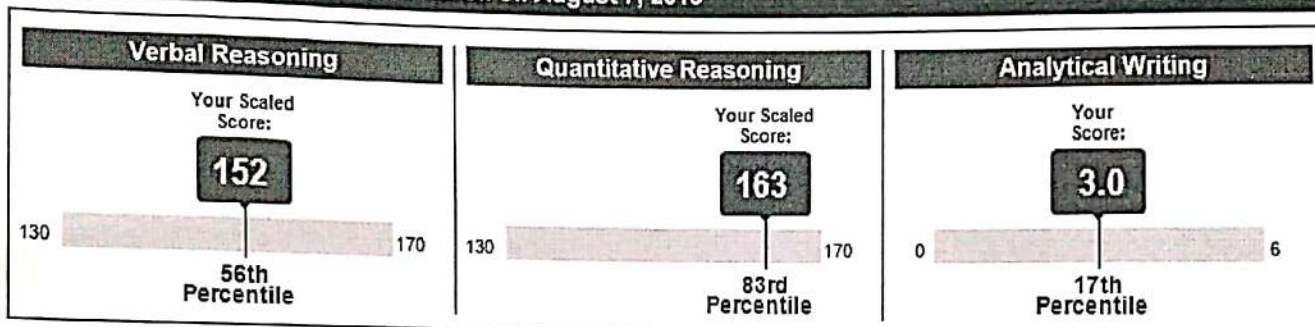 August 7, 2018
Verbal Reasoning
Your Scaled
Score:
152
130
170
56th
Percentile
Quantitative Reasoning
Your Scaled
Score:
163
130
170
83rd
Percentile
Analytical Writing
Your
Score:
3.0
0
6
17th
Percentile